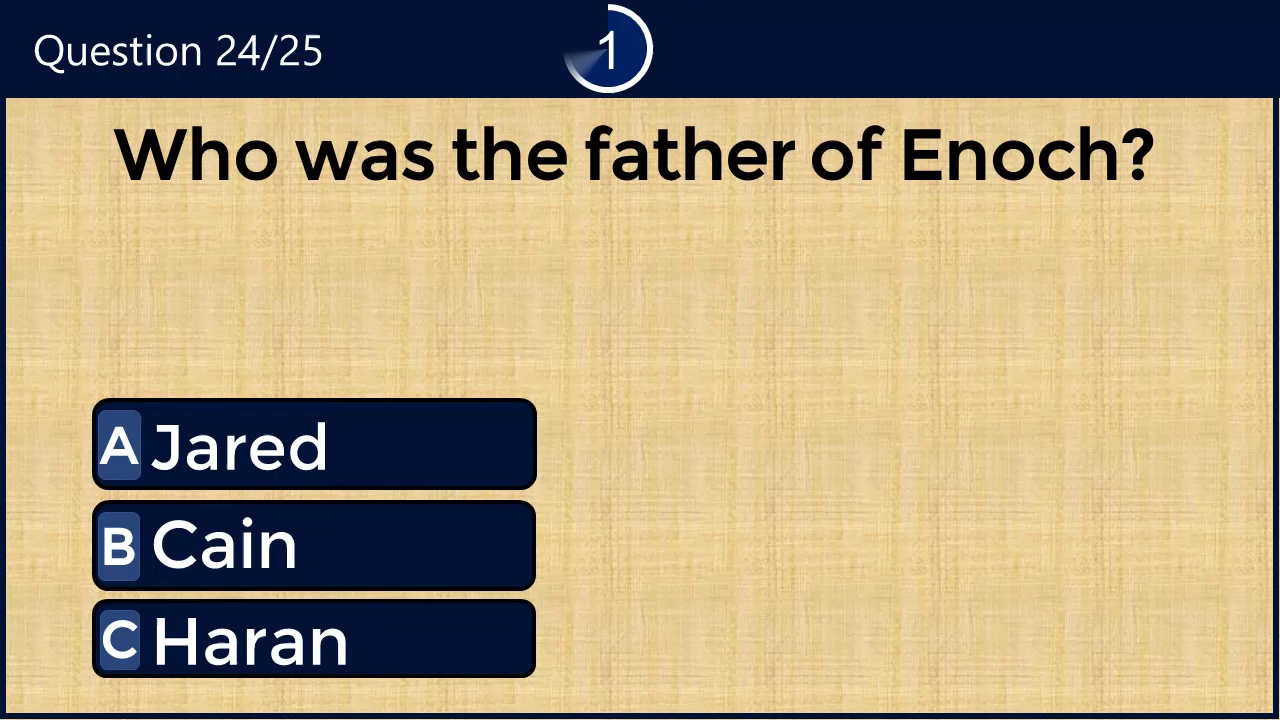 Question 24/25
1
Who was the father of Enoch?
A Jared
B Cain
C Haran